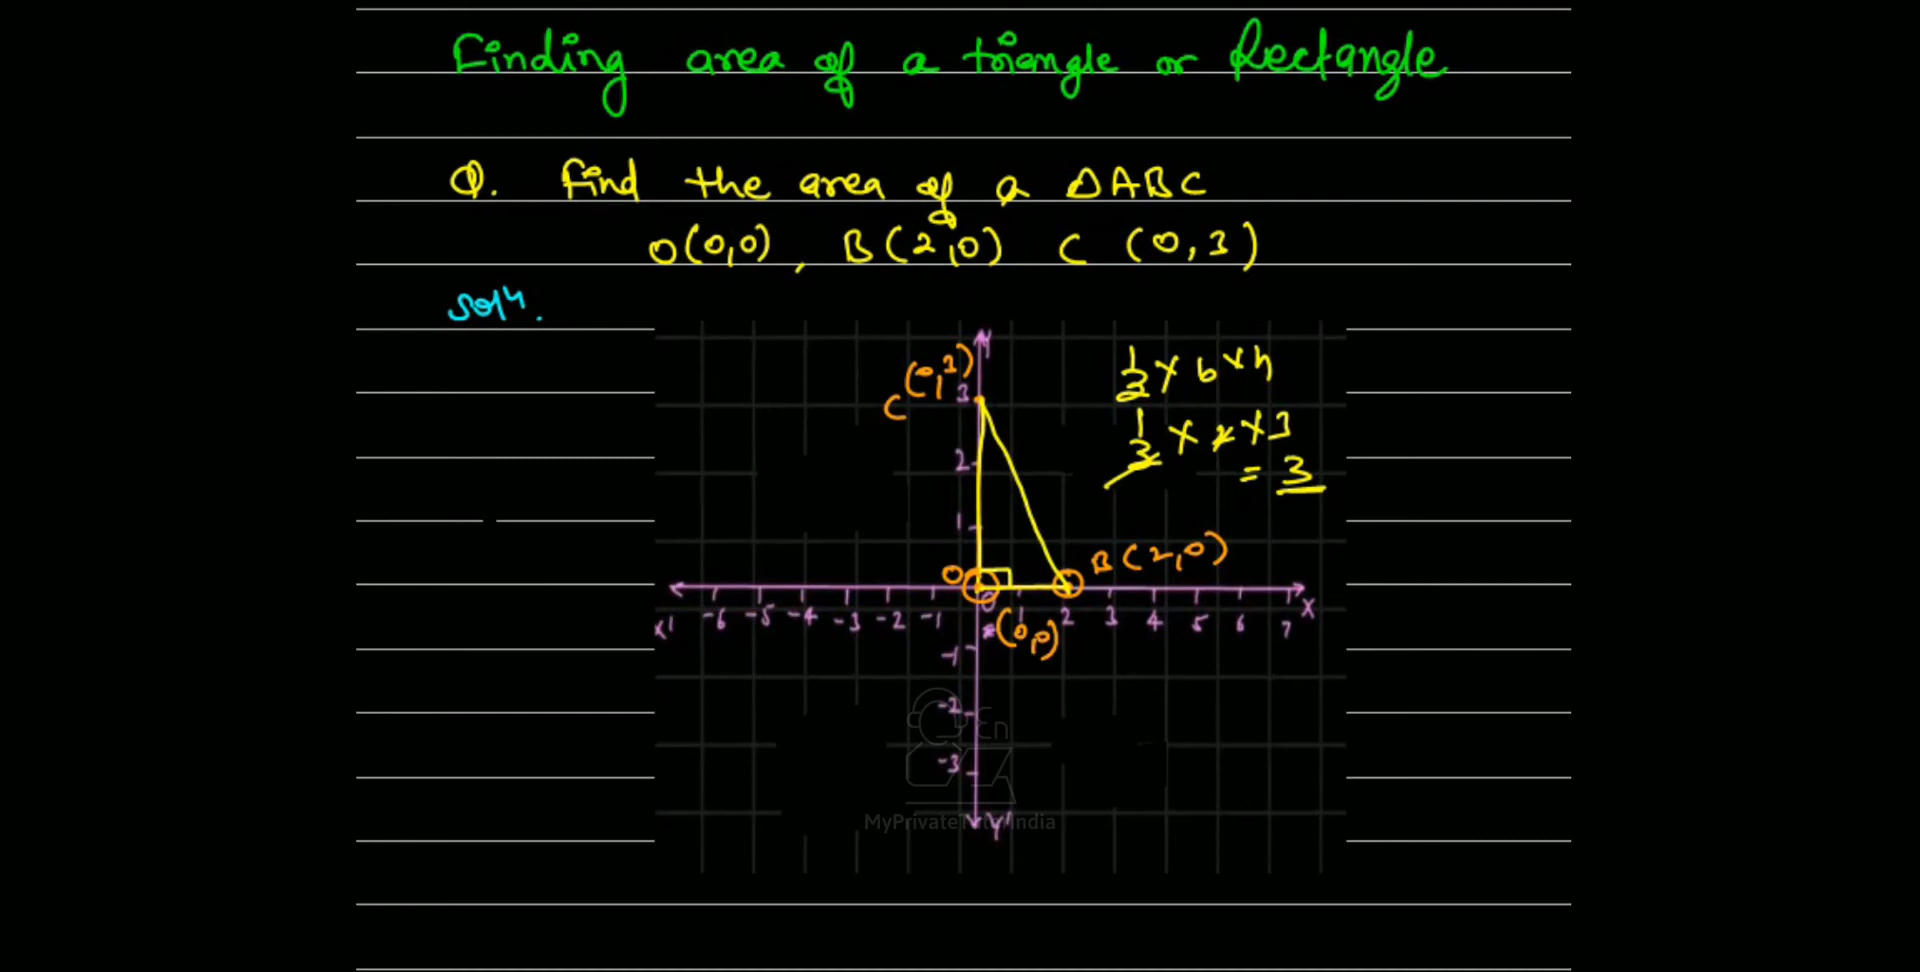 Finding area of a triangle or Rectangle
Q. Find the area of a △ABC
O(0,0), B(2,0) C (0,3)
Soln.
Y
C (0,3)
3
2
1
1/2 × b × h
1/2 × 2 × 3
= 3
O
B(2,0)
X' -6 -5 -4 -3 -2 -1 0 1 2 3 4 5 6 7 X
(0,0)
-1
-2
-3
En
Y'
MyPrivateTutorIndia